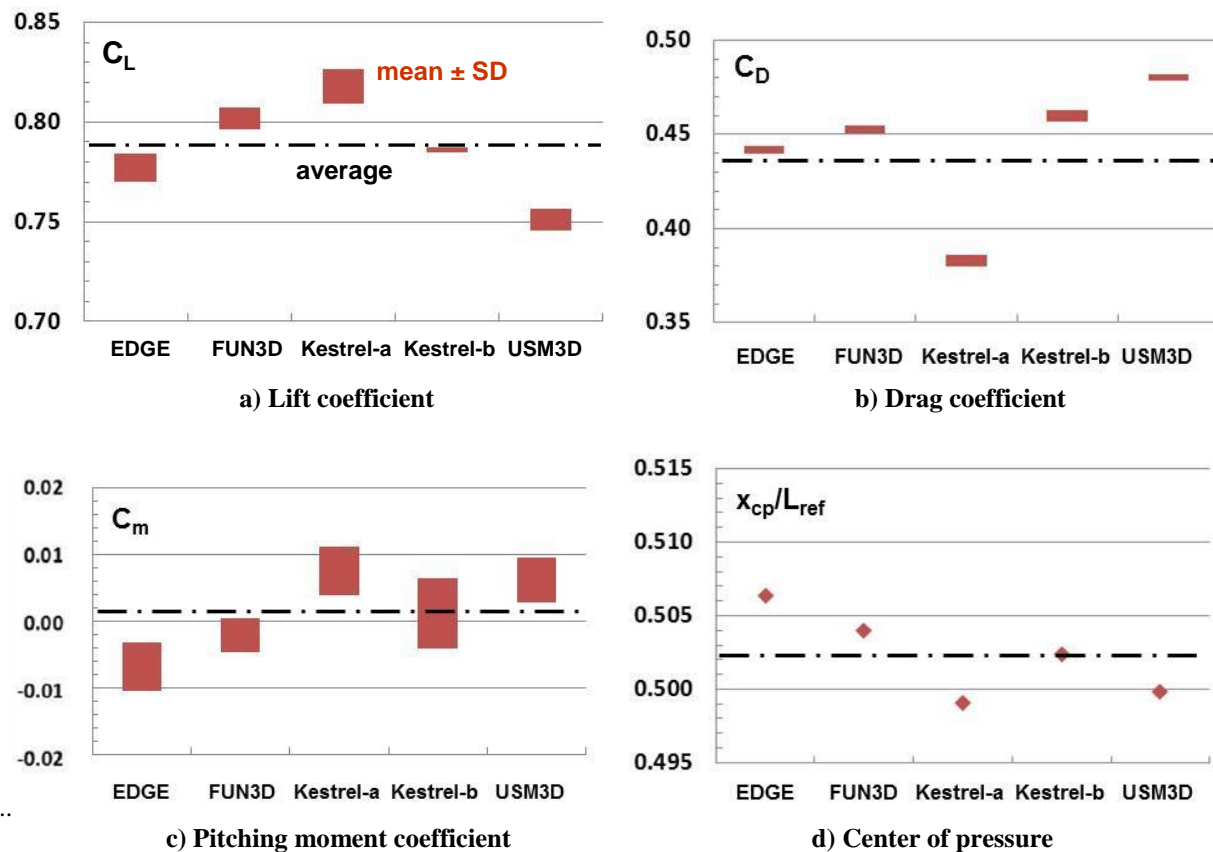 0.85
C_L
mean ± SD
0.80
average
0.75
0.70
EDGE FUN3D Kestrel-a Kestrel-b USM3D
a) Lift coefficient
0.50
C_D
0.45
0.40
0.35
EDGE FUN3D Kestrel-a Kestrel-b USM3D
b) Drag coefficient
0.02
C_m
0.01
0.00
-0.01
-0.02
EDGE FUN3D Kestrel-a Kestrel-b USM3D
..
c) Pitching moment coefficient
0.515
x_cp/L_ref
0.510
0.505
0.500
0.495
EDGE FUN3D Kestrel-a Kestrel-b USM3D
d) Center of pressure